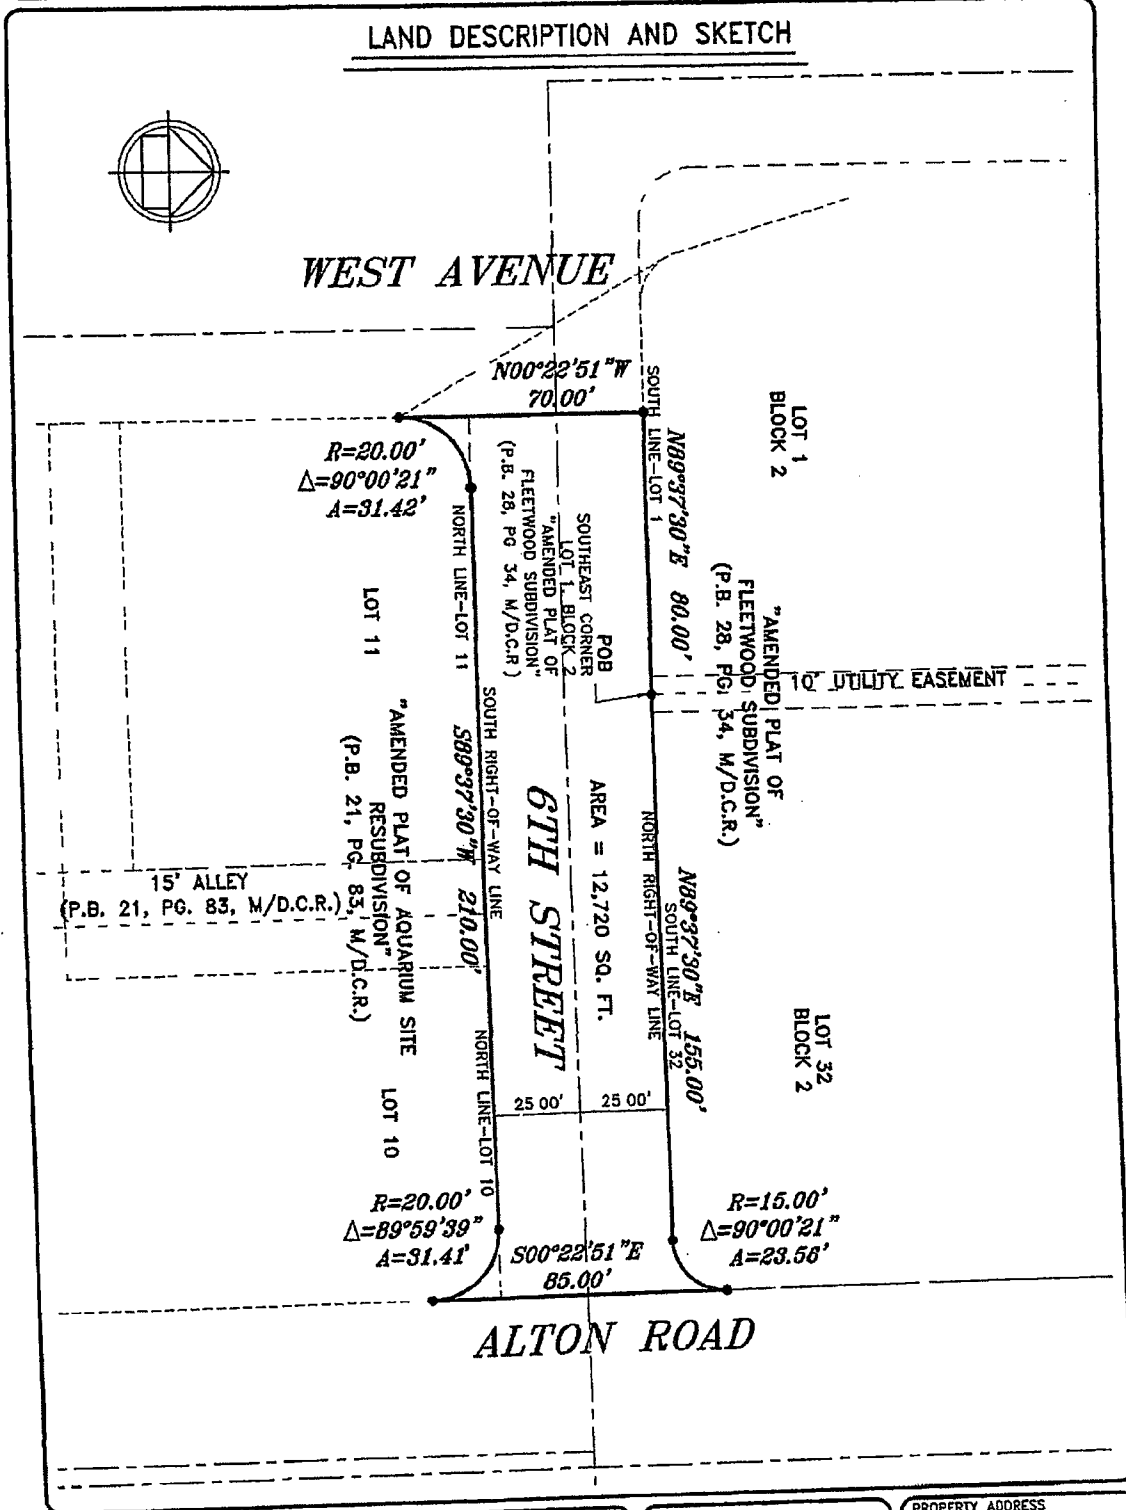 LAND DESCRIPTION AND SKETCH
WEST AVENUE
N00°22'51"W
70.00'
R=20.00'
Δ=90°00'21"
A=31.42'
SOUTH LINE-LOT 1
N89°37'30"E 80.00'
LOT 1
BLOCK 2
"AMENDED PLAT OF
FLEETWOOD SUBDIVISION"
(P.B. 28, PG. 34, M/D.C.R.)
POB
SOUTHEAST CORNER
LOT 1, BLOCK 2
"AMENDED PLAT OF
FLEETWOOD SUBDIVISION"
(P.B. 28, PG 34, M/D.C.R)
NORTH LINE-LOT 11
LOT 11
10' UTILITY EASEMENT
SOUTH RIGHT-OF-WAY LINE
S89°37'30"W 210.00'
"AMENDED PLAT OF AQUARIUM SITE
RESUBDIVISION"
(P.B. 21, PG. 83, M/D.C.R.)
15' ALLEY
(P.B. 21, PG. 83, M/D.C.R.)
6TH STREET
AREA = 12,720 SQ. FT.
NORTH RIGHT-OF-WAY LINE
SOUTH LINE-LOT 32
N89°37'30"E 155.00'
LOT 32
BLOCK 2
25 00'
25 00'
NORTH LINE-LOT 10
LOT 10
R=20.00'
Δ=89°59'39"
A=31.41'
S00°22'51"E
85.00'
R=15.00'
Δ=90°00'21"
A=23.56'
ALTON ROAD
PROPERTY ADDRESS